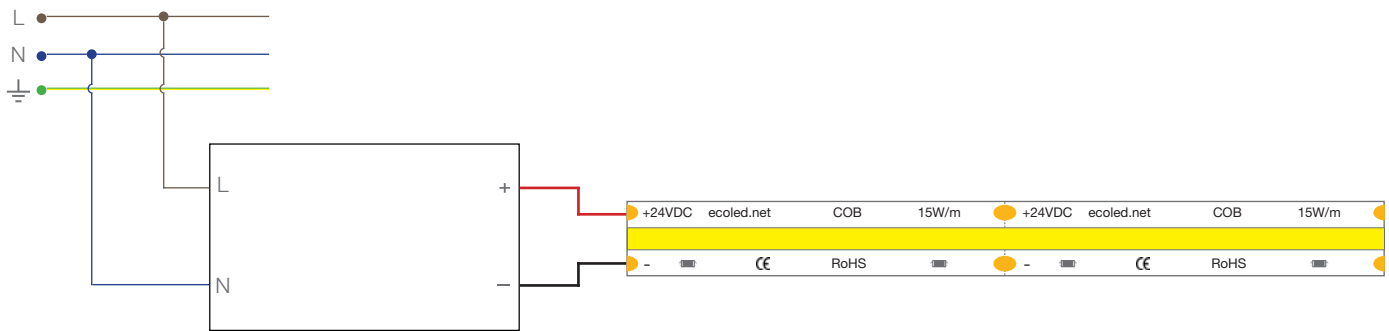 L
N
L +
N –
+24VDC ecoled.net COB 15W/m +24VDC ecoled.net COB 15W/m
- CE RoHS - CE RoHS